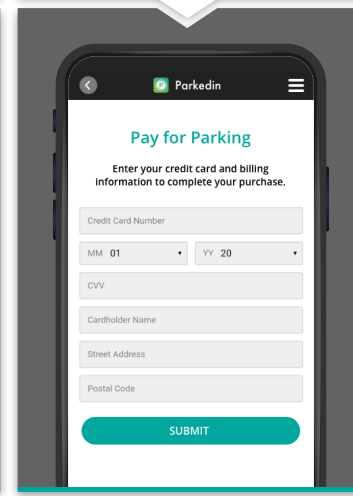 Parkedin
Pay for Parking
Enter your credit card and billing
information to complete your purchase.
Credit Card Number
MM 01 YY 20
CVV
Cardholder Name
Street Address
Postal Code
SUBMIT